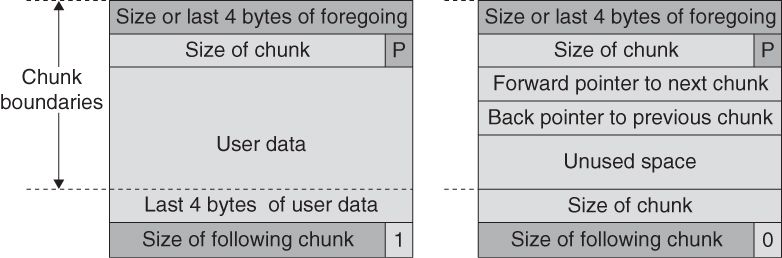 Size or last 4 bytes of foregoing
Size of chunk P
Chunk boundaries
User data
Last 4 bytes of user data
Size of following chunk 1
Size or last 4 bytes of foregoing
Size of chunk P
Forward pointer to next chunk
Back pointer to previous chunk
Unused space
Size of chunk
Size of following chunk 0